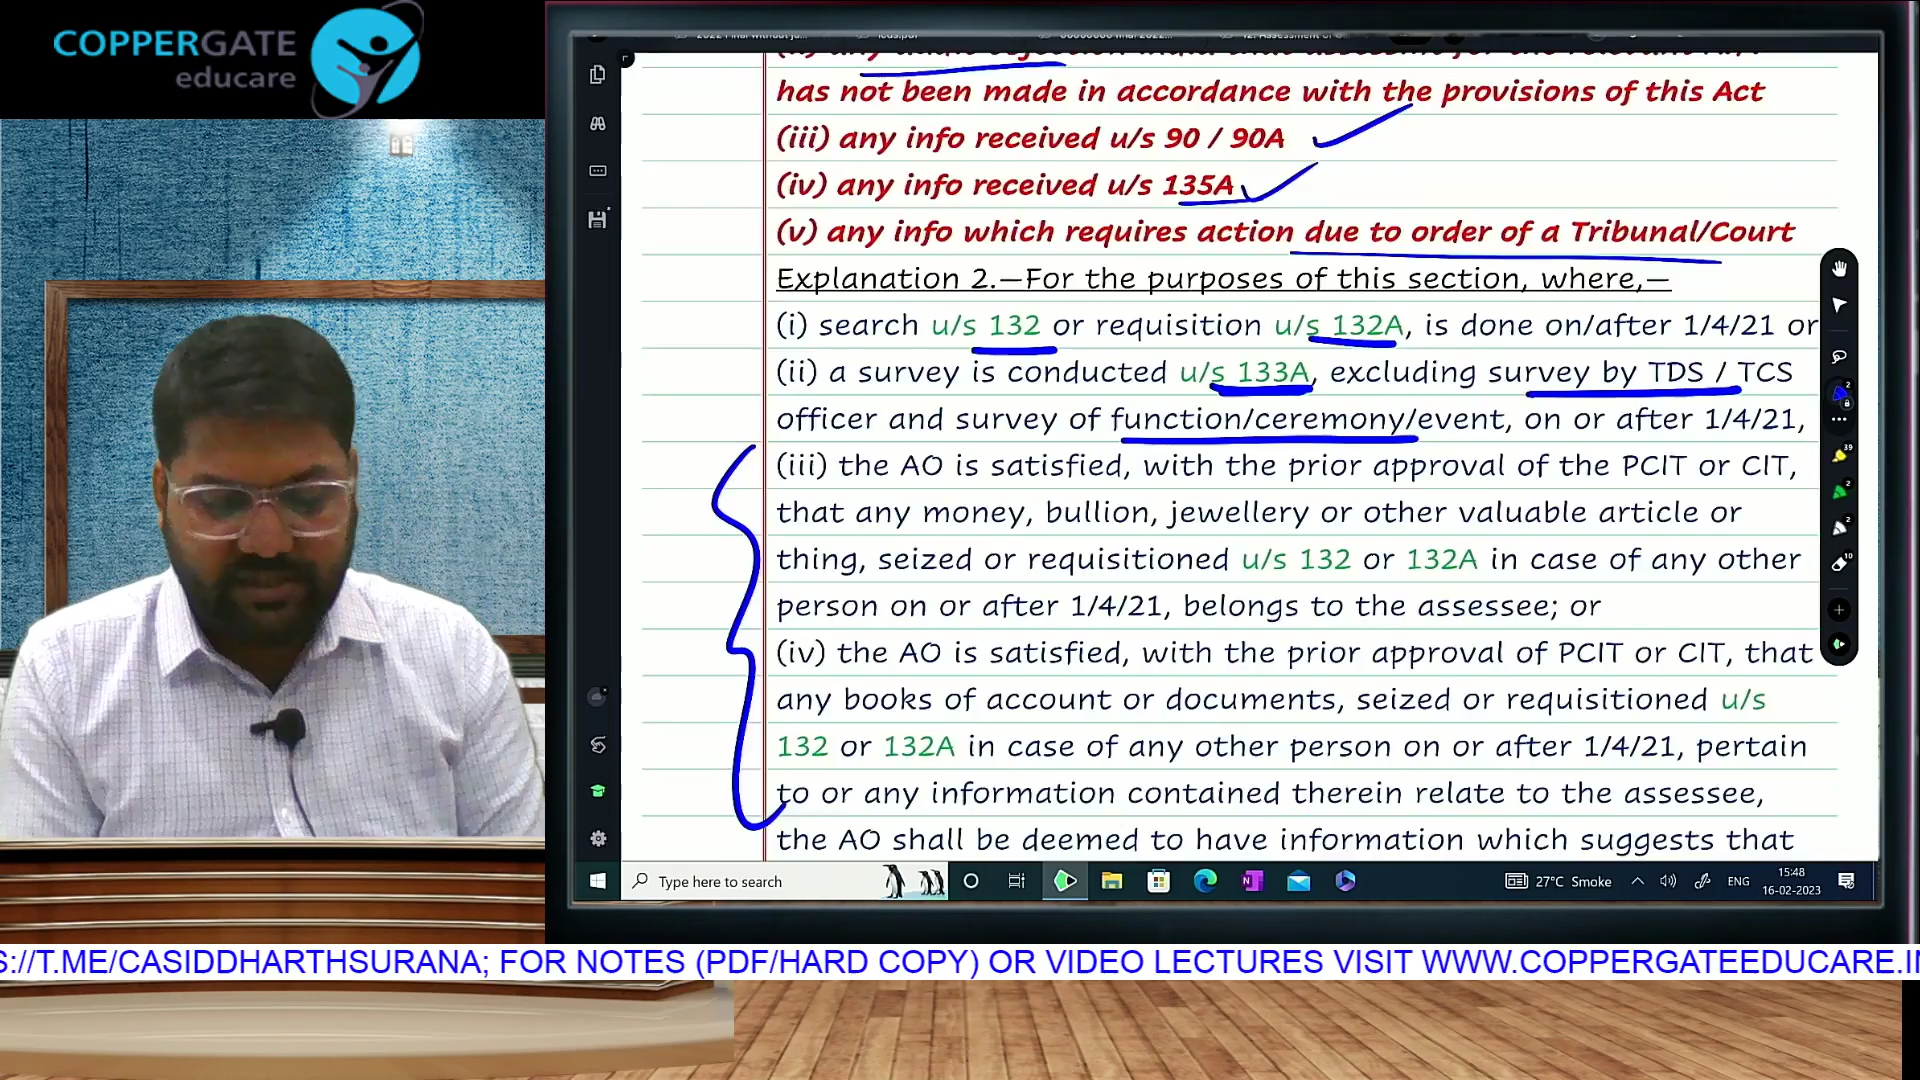 COPPERGATE
educare
has not been made in accordance with the provisions of this Act
(iii) any info received u/s 90 / 90A
(iv) any info received u/s 135A
(v) any info which requires action due to order of a Tribunal/Court
Explanation 2.—For the purposes of this section, where,—
(i) search u/s 132 or requisition u/s 132A, is done on/after 1/4/21 or
(ii) a survey is conducted u/s 133A, excluding survey by TDS / TCS
officer and survey of function/ceremony/event, on or after 1/4/21,
(iii) the AO is satisfied, with the prior approval of the PCIT or CIT,
that any money, bullion, jewellery or other valuable article or
thing, seized or requisitioned u/s 132 or 132A in case of any other
person on or after 1/4/21, belongs to the assessee; or
(iv) the AO is satisfied, with the prior approval of PCIT or CIT, that
any books of account or documents, seized or requisitioned u/s
132 or 132A in case of any other person on or after 1/4/21, pertain
to or any information contained therein relate to the assessee,
the AO shall be deemed to have information which suggests that
Type here to search
27°C Smoke
ENG
15:48
16-02-2023
S://T.ME/CASIDDHARTHSURANA; FOR NOTES (PDF/HARD COPY) OR VIDEO LECTURES VISIT WWW.COPPERGATEEDUCARE.IN